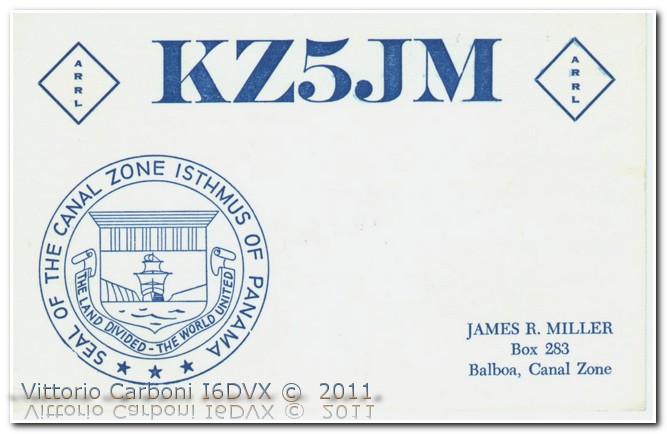 ARRL
KZ5JM
ARRL
SEAL OF THE CANAL ZONE ISTHMUS OF PANAMA
THE LAND DIVIDED - THE WORLD UNITED
JAMES R. MILLER
Box 283
Balboa, Canal Zone
Vittorio Carboni I6DVX © 2011